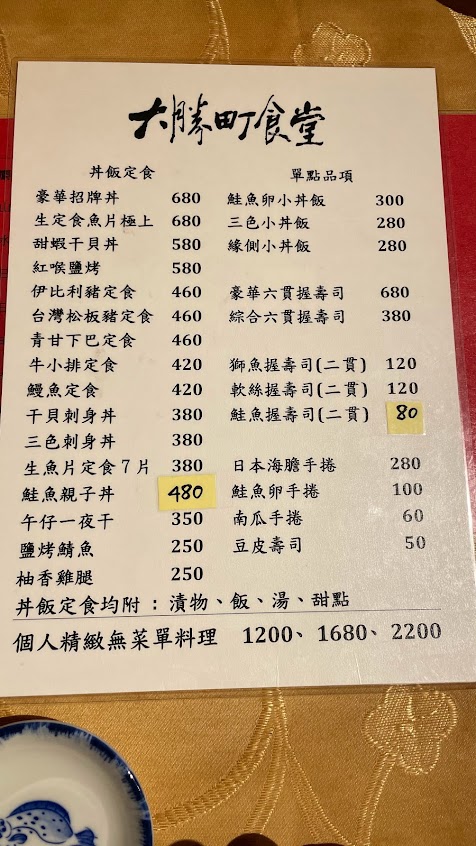 大勝町食堂
丼飯定食
豪華招牌丼 680
生定食魚片極上 680
甜蝦干貝丼 580
紅喉鹽烤 580
伊比利豬定食 460
台灣松板豬定食 460
青甘下巴定食 460
牛小排定食 420
鰻魚定食 420
干貝刺身丼 380
三色刺身丼 380
生魚片定食7片 380
鮭魚親子丼 480
午仔一夜干 350
鹽烤鯖魚 250
柚香雞腿 250
單點品項
鮭魚卵小丼飯 300
三色小丼飯 280
緣側小丼飯 280
豪華六貫握壽司 680
綜合六貫握壽司 380
獅魚握壽司(二貫) 120
軟絲握壽司(二貫) 120
鮭魚握壽司(二貫) 80
日本海膽手捲 280
鮭魚卵手捲 100
南瓜手捲 60
豆皮壽司 50
丼飯定食均附：漬物、飯、湯、甜點
個人精緻無菜單料理 1200、1680、2200